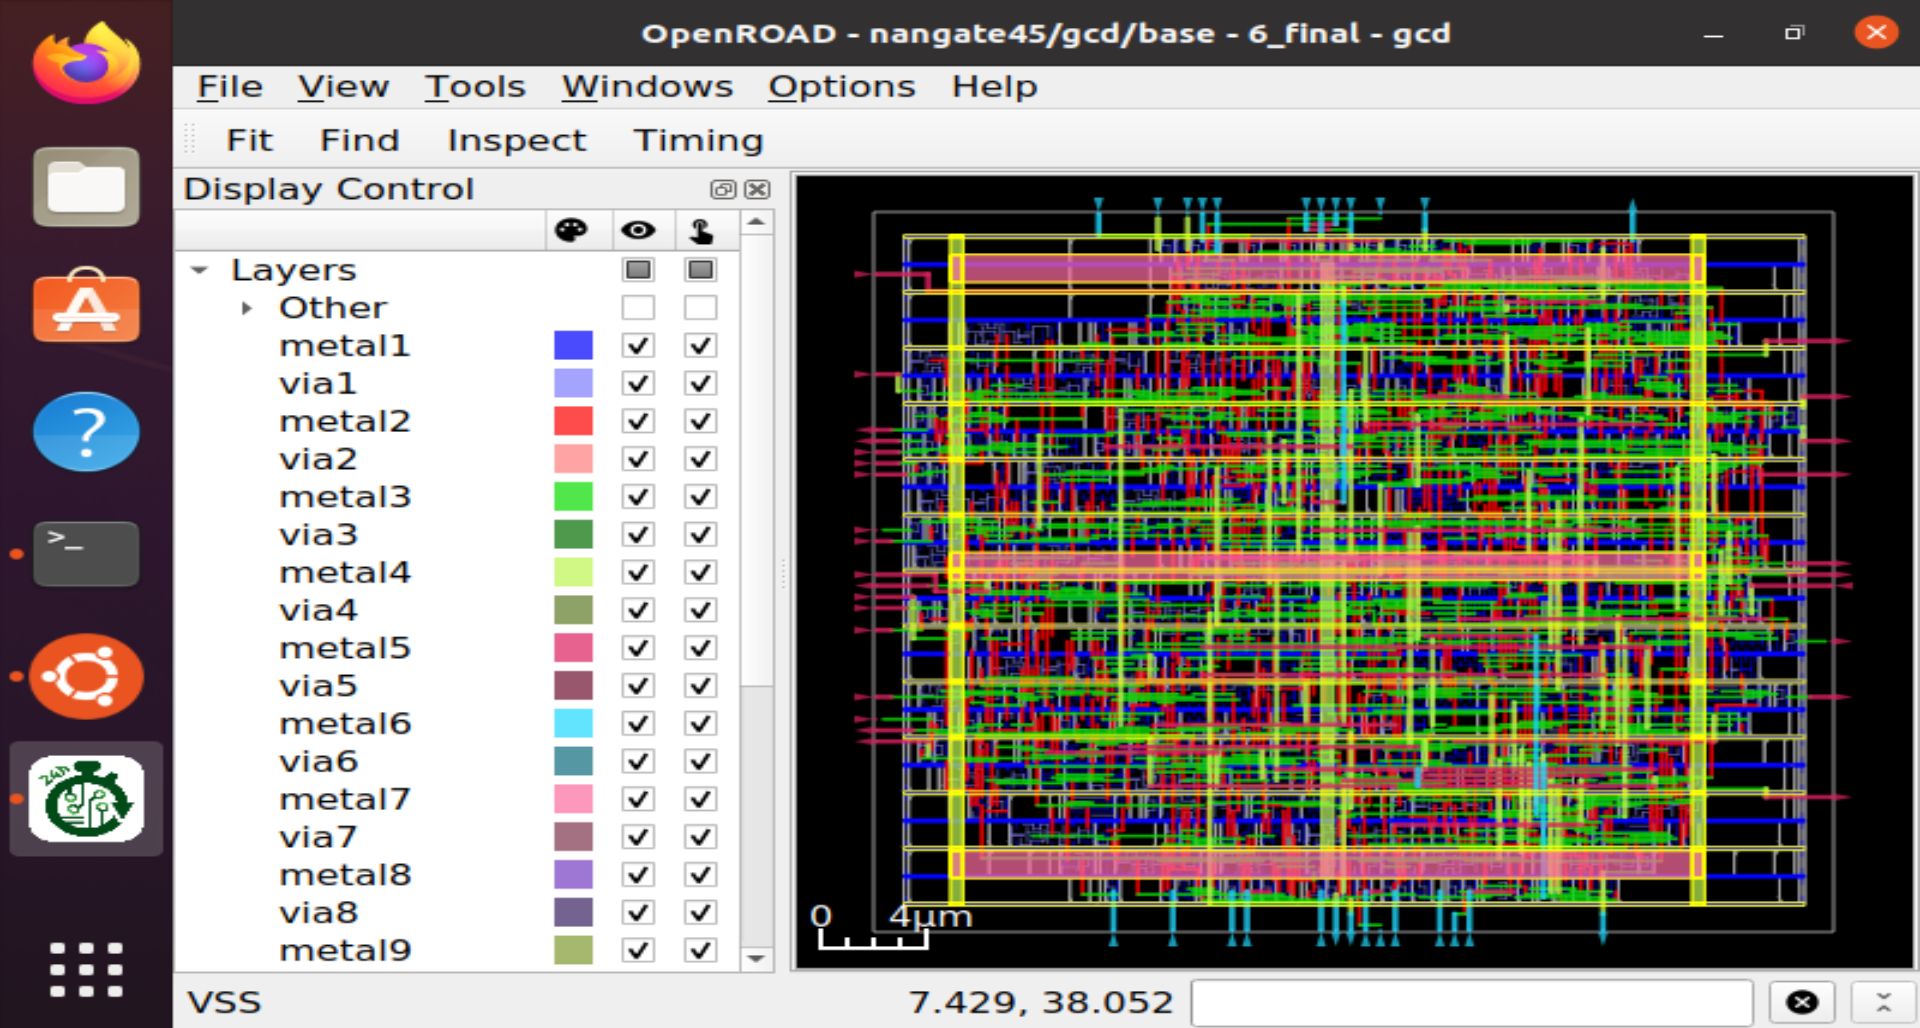 OpenROAD - nangate45/gcd/base - 6_final - gcd
File View Tools Windows Options Help
Fit Find Inspect Timing
Display Control
Layers
Other
metal1
via1
metal2
via2
metal3
via3
metal4
via4
metal5
via5
metal6
via6
metal7
via7
metal8
via8
metal9
0 4μm
VSS 7.429, 38.052
24h
>_
?